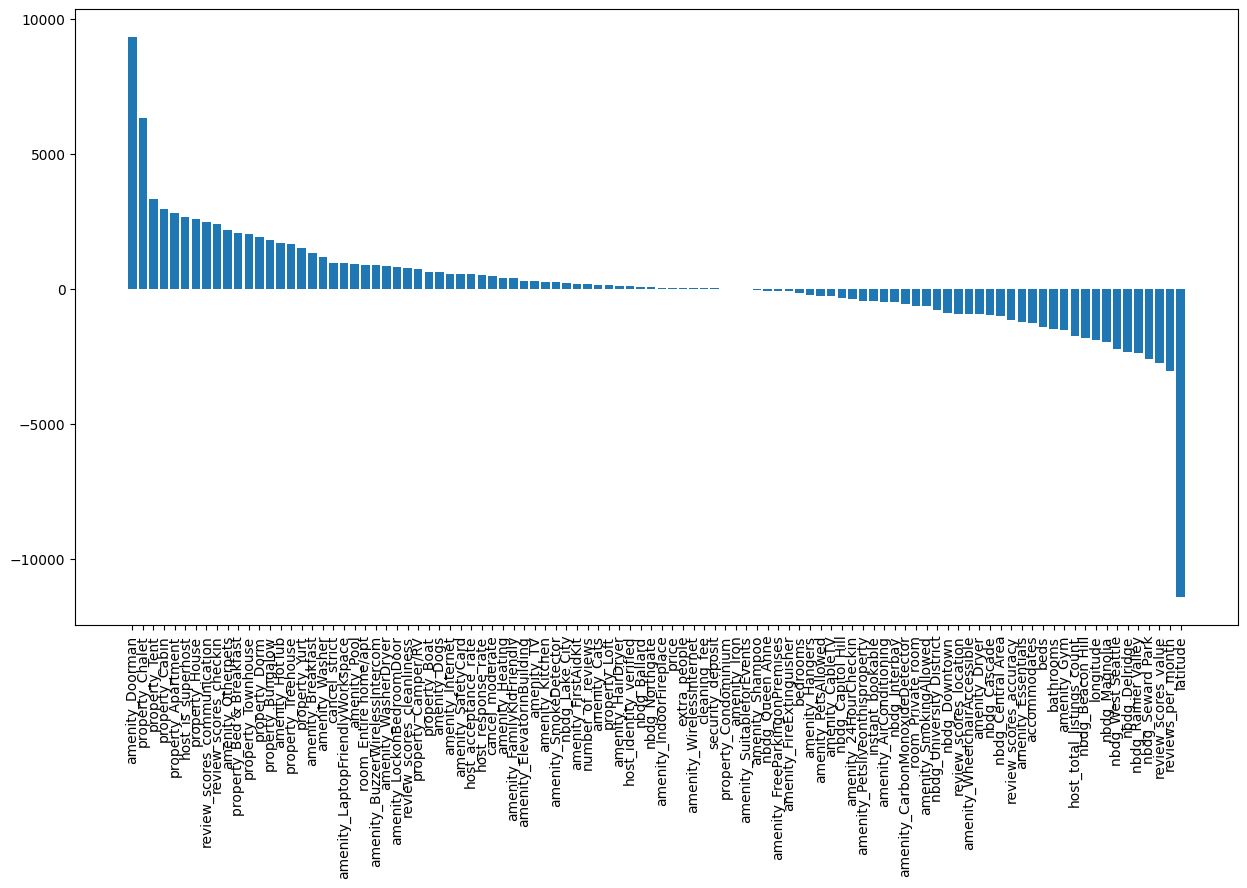 10000
5000
0
−5000
−10000
amenity_Doorman
property_Chalet
property_Tent
property_Cabin
property_Apartment
host_is_superhost
property_House
review_scores_communication
review_scores_checkin
amenity_Otherpets
property_Bed & Breakfast
property_Townhouse
property_Dorm
property_Bungalow
amenity_HotTub
property_Treehouse
property_Yurt
amenity_Breakfast
amenity_Washer
cancel_strict
amenity_LaptopFriendlyWorkspace
amenity_Pool
room_Entire home/apt
amenity_BuzzerWirelessIntercom
amenity_WasherDryer
amenity_LockonBedroomDoor
review_scores_cleanliness
property_Camper/RV
property_Boat
amenity_Dogs
amenity_Internet
amenity_SafetyCard
host_acceptance_rate
host_response_rate
cancel_moderate
amenity_Heating
amenity_FamilyKidFriendly
amenity_ElevatorinBuilding
amenity_TV
amenity_Kitchen
amenity_SmokeDetector
nbdg_Lake City
amenity_FirstAidKit
number_of_reviews
amenity_Cats
property_Loft
amenity_HairDryer
host_identity_verified
nbdg_Ballard
nbdg_Northgate
amenity_IndoorFireplace
price
extra_people
amenity_WirelessInternet
cleaning_fee
security_deposit
property_Condominium
amenity_Iron
amenity_SuitableforEvents
amenity_Shampoo
nbdg_Queen Anne
amenity_FreeParkingonPremises
amenity_FireExtinguisher
bedrooms
amenity_Hangers
amenity_PetsAllowed
amenity_CableTV
nbdg_Capitol Hill
amenity_24HourCheckin
amenity_Petsliveonthisproperty
instant_bookable
amenity_AirConditioning
nbdg_Interbay
amenity_CarbonMonoxideDetector
room_Private room
amenity_SmokingAllowed
nbdg_University District
nbdg_Downtown
review_scores_location
amenity_WheelchairAccessible
amenity_Dryer
nbdg_Cascade
nbdg_Central Area
review_scores_accuracy
amenity_Essentials
accommodates
beds
bathrooms
amenity_Gym
host_total_listings_count
nbdg_Beacon Hill
longitude
nbdg_Magnolia
nbdg_West Seattle
nbdg_Delridge
nbdg_Rainier Valley
nbdg_Seward Park
review_scores_value
reviews_per_month
latitude